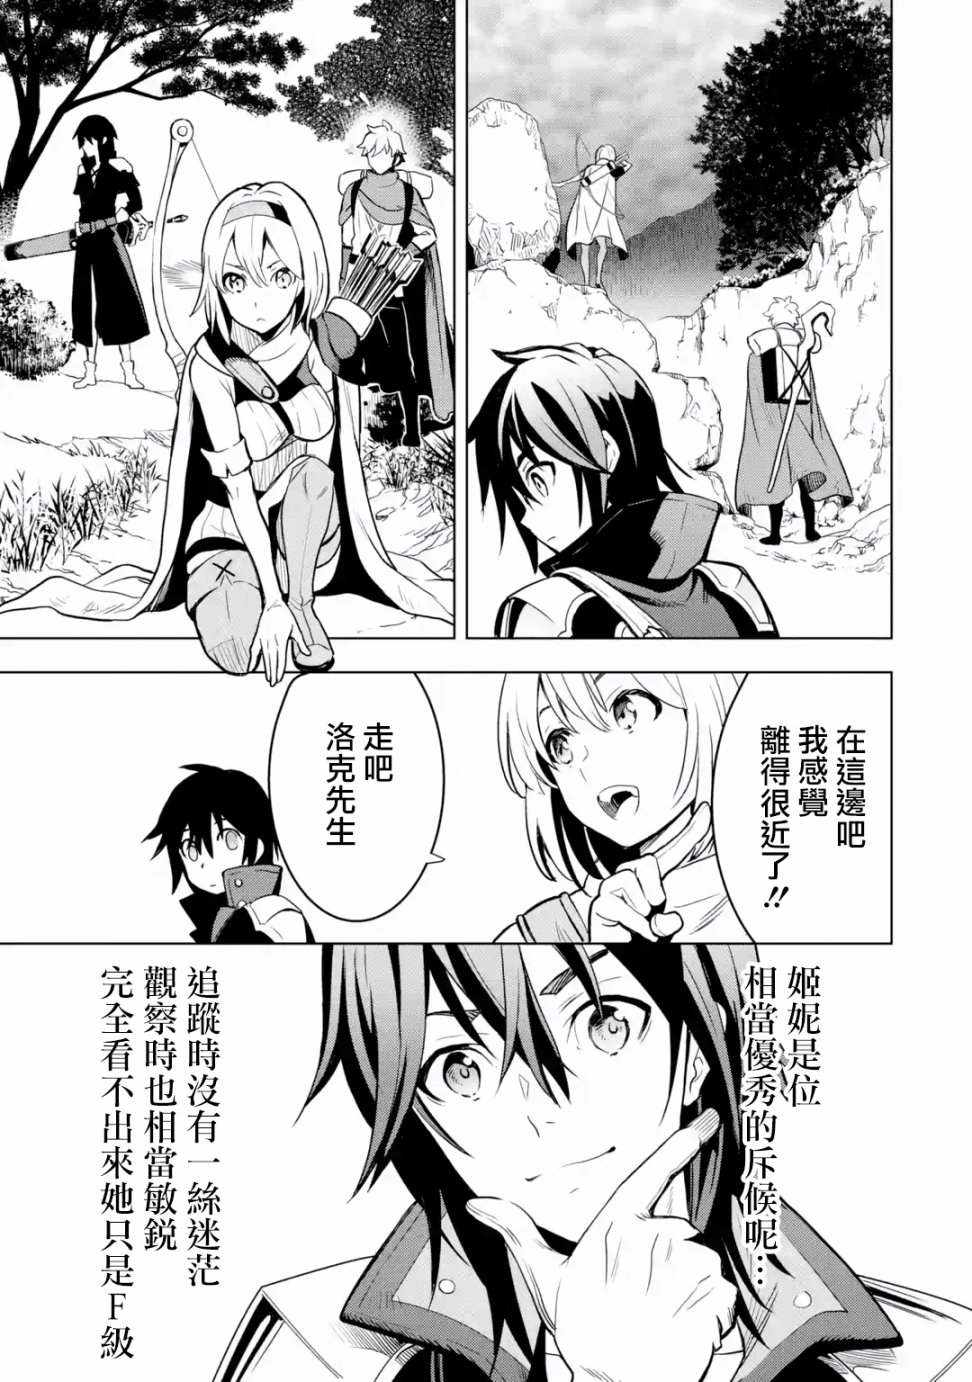 在這邊吧
我感覺
離得很近了!!
走吧
洛克先生
姬妮是位
相當優秀的斥候呢…
追蹤時沒有一絲迷茫
觀察時也相當敏銳
完全看不出來她只是F級